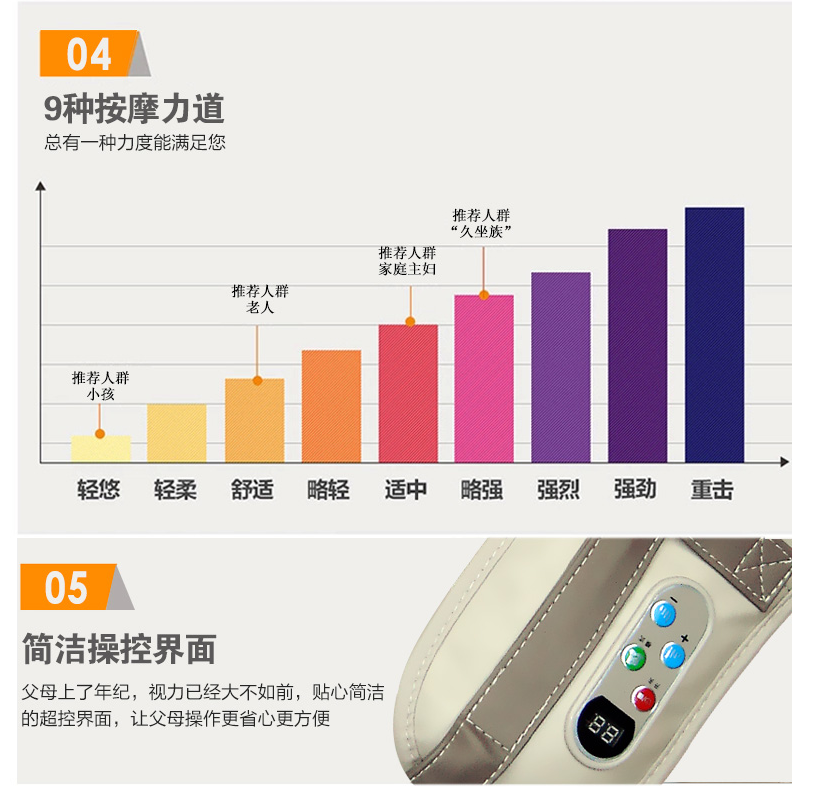 04
9种按摩力道
总有一种力度能满足您
推荐人群
“久坐族”
推荐人群
家庭主妇
推荐人群
老人
推荐人群
小孩
轻悠 轻柔 舒适 略轻 适中 略强 强烈 强劲 重击
05
简洁操控界面
父母上了年纪，视力已经大不如前，贴心简洁
的超控界面，让父母操作更省心更方便
−
+
88